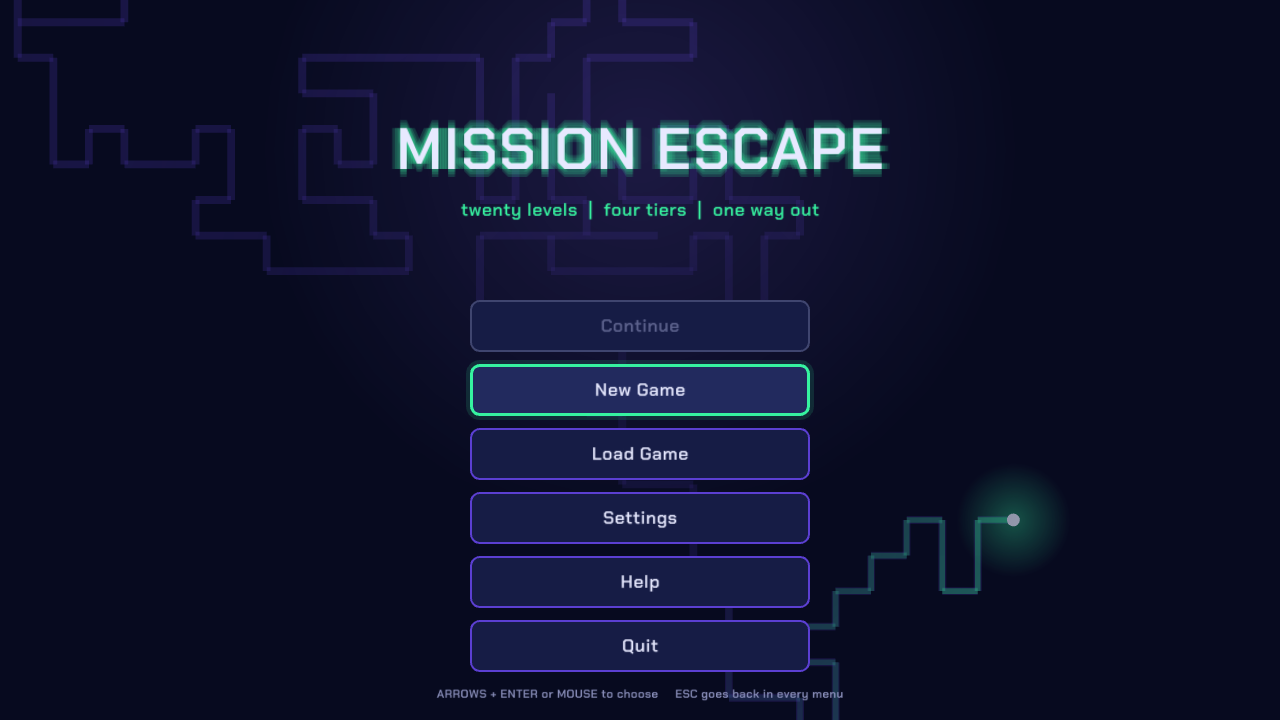 MISSION ESCAPE
twenty levels | four tiers | one way out
Continue
New Game
Load Game
Settings
Help
Quit
ARROWS + ENTER or MOUSE to choose ESC goes back in every menu